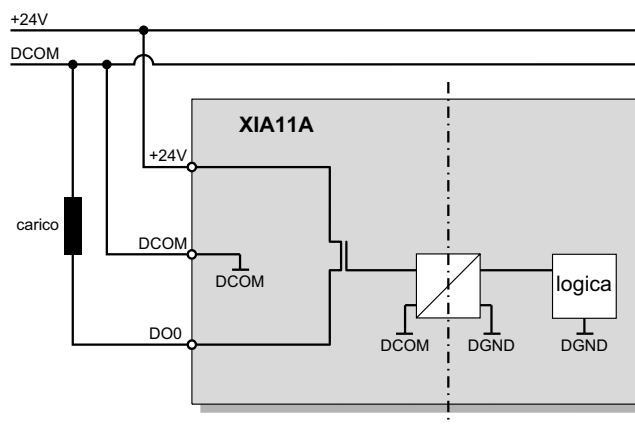 +24V
DCOM
XIA11A
+24V
carico
DCOM
DCOM
logica
DO0
DCOM
DGND
DGND